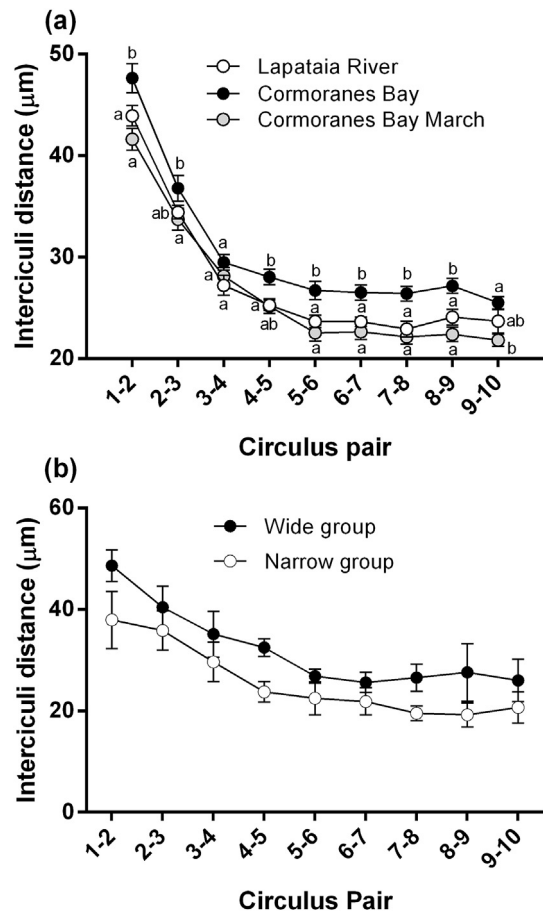 (a)
50
40
30
20
Interciculi distance (μm)
Lapataia River
Cormoranes Bay
Cormoranes Bay March
b
a
a
b
ab
a
a
a
a
b
a
ab
b
a
a
b
a
a
b
a
a
b
a
a
a
ab
b
1-2
2-3
3-4
4-5
5-6
6-7
7-8
8-9
9-10
Circulus pair
(b)
60
40
20
0
Interciculi distance (μm)
Wide group
Narrow group
1-2
2-3
3-4
4-5
5-6
6-7
7-8
8-9
9-10
Circulus Pair